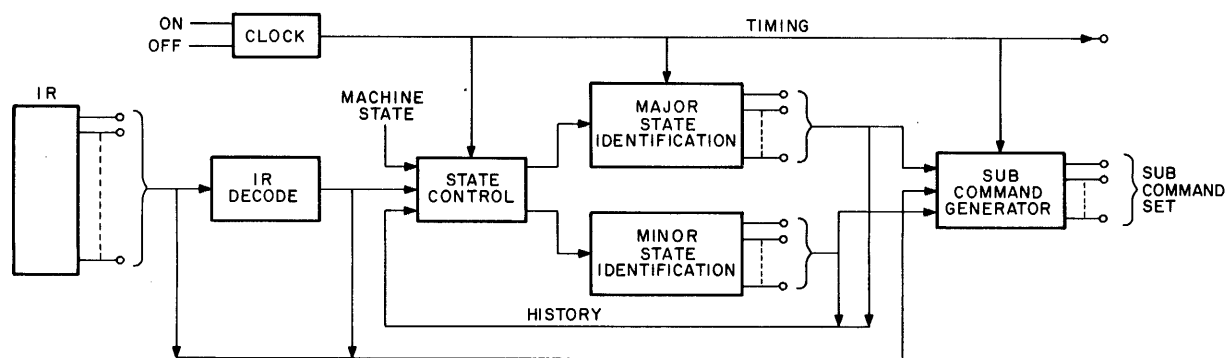 ON
OFF
CLOCK
TIMING
IR
MACHINE
STATE
MAJOR
STATE
IDENTIFICATION
IR
DECODE
STATE
CONTROL
SUB
COMMAND
GENERATOR
SUB
COMMAND
SET
MINOR
STATE
IDENTIFICATION
HISTORY